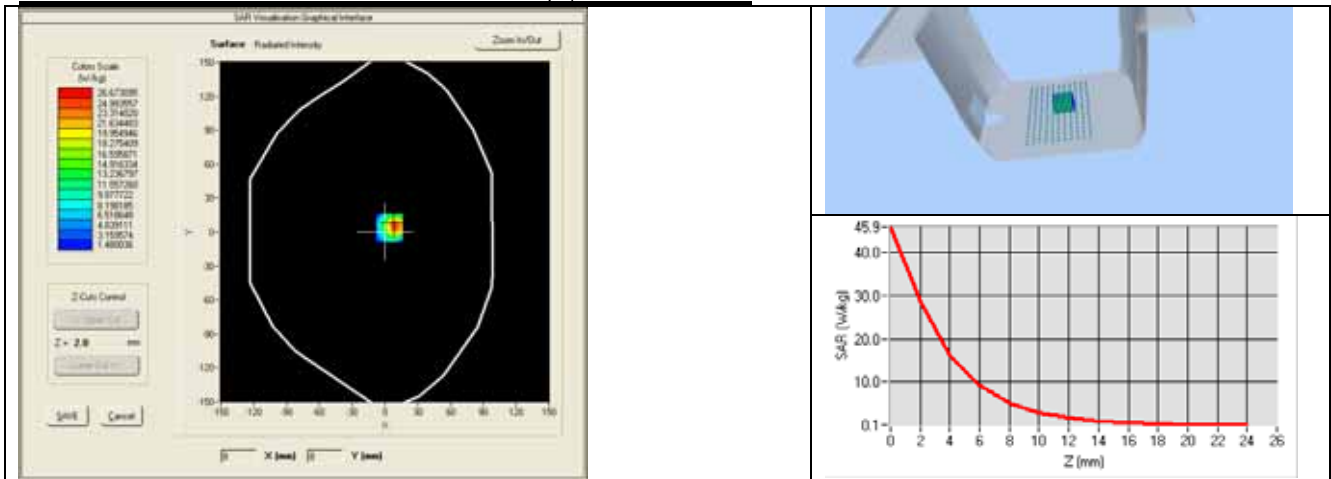 SAR Visualisation Graphical Interface
Surface Radiated Intensity
Zoom In/Out
Colors Scale
(W/kg)
26.673095
24.993557
23.314020
21.634483
19.954946
18.275409
16.595871
14.916334
13.236797
11.557260
9.877722
8.198185
6.518648
4.839111
3.159574
1.480036
Z-Cuts Control
Z = 2.0 mm
SAVE Cancel
150
120
90
60
30
Y 0
-30
-60
-90
-120
-150
-150 -120 -90 -60 -30 0 30 60 90 120 150
X
0 X (mm) 0 Y (mm)
45.9
40.0
30.0
20.0
10.0
0.1
SAR (W/kg)
0 2 4 6 8 10 12 14 16 18 20 22 24 26
Z (mm)